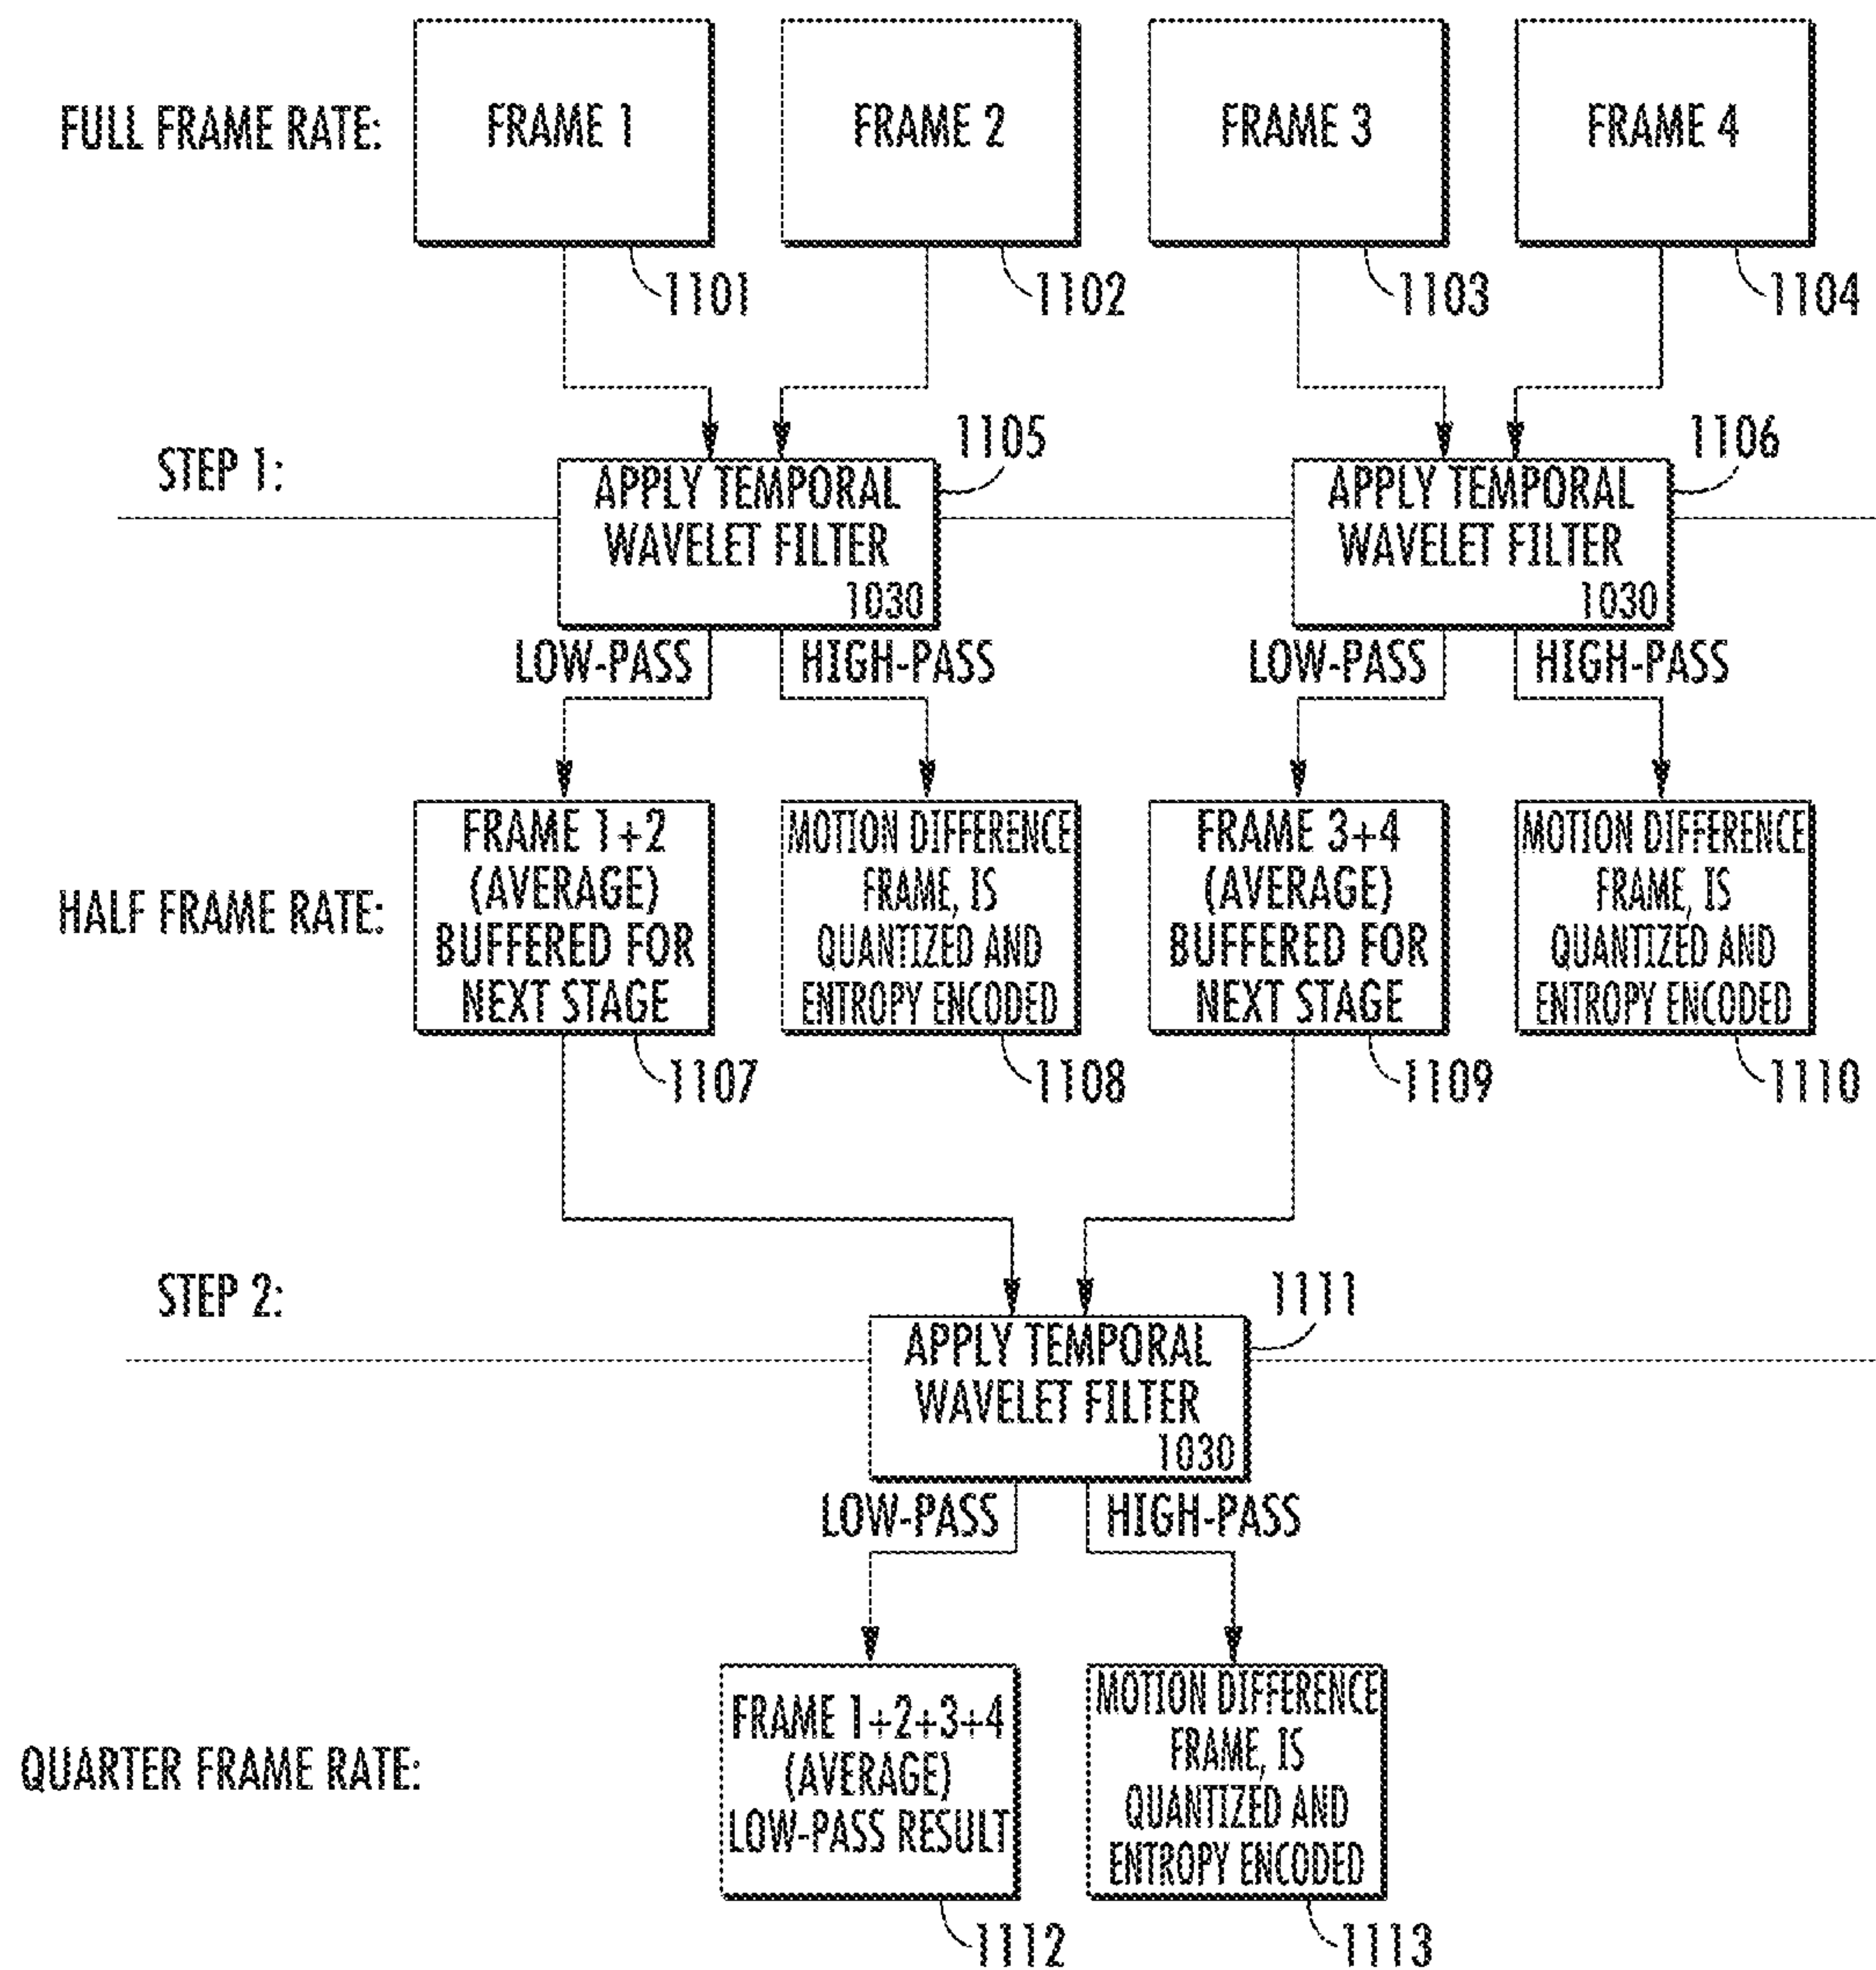 FULL FRAME RATE:
FRAME 1
FRAME 2
FRAME 3
FRAME 4
1101
1102
1103
1104
STEP 1:
1105
1106
APPLY TEMPORAL
WAVELET FILTER
1030
APPLY TEMPORAL
WAVELET FILTER
1030
LOW-PASS
HIGH-PASS
LOW-PASS
HIGH-PASS
HALF FRAME RATE:
FRAME 1+2
(AVERAGE)
BUFFERED FOR
NEXT STAGE
MOTION DIFFERENCE
FRAME, IS
QUANTIZED AND
ENTROPY ENCODED
FRAME 3+4
(AVERAGE)
BUFFERED FOR
NEXT STAGE
MOTION DIFFERENCE
FRAME, IS
QUANTIZED AND
ENTROPY ENCODED
1107
1108
1109
1110
STEP 2:
1111
APPLY TEMPORAL
WAVELET FILTER
1030
LOW-PASS
HIGH-PASS
QUARTER FRAME RATE:
FRAME 1+2+3+4
(AVERAGE)
LOW-PASS RESULT
MOTION DIFFERENCE
FRAME, IS
QUANTIZED AND
ENTROPY ENCODED
1112
1113